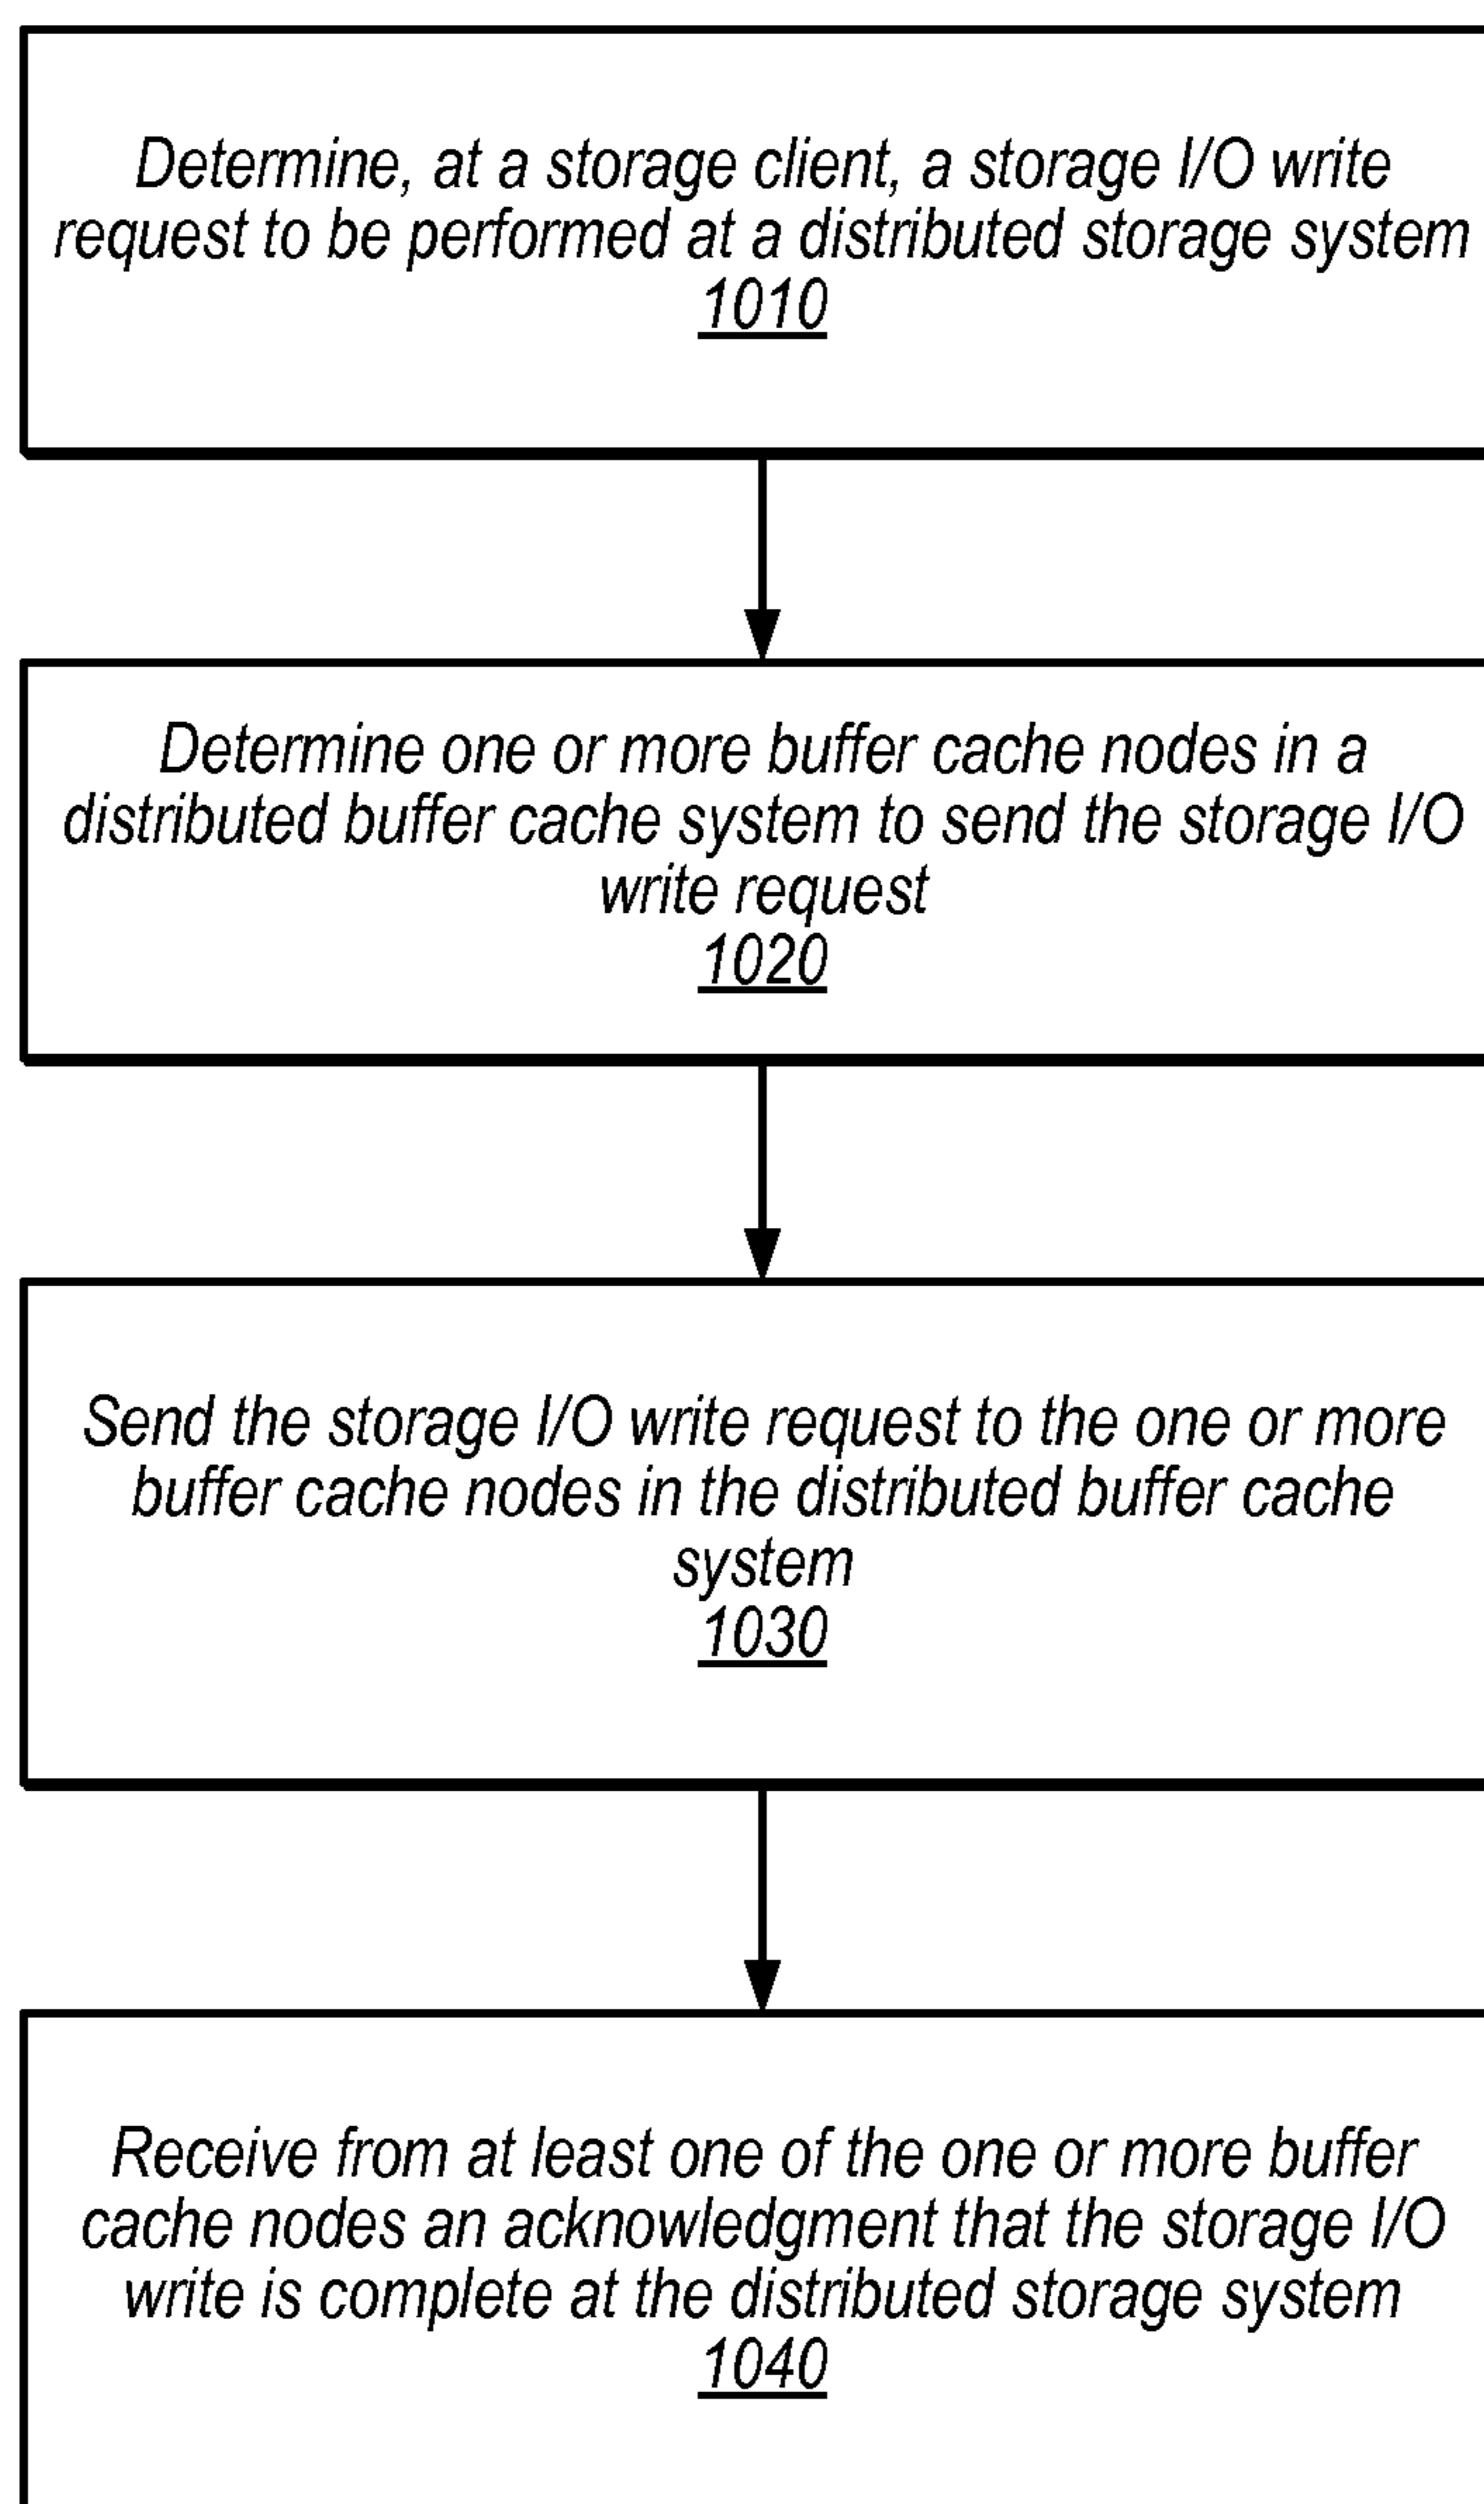 Determine, at a storage client, a storage I/O write
request to be performed at a distributed storage system
1010
Determine one or more buffer cache nodes in a
distributed buffer cache system to send the storage I/O
write request
1020
Send the storage I/O write request to the one or more
buffer cache nodes in the distributed buffer cache
system
1030
Receive from at least one of the one or more buffer
cache nodes an acknowledgment that the storage I/O
write is complete at the distributed storage system
1040